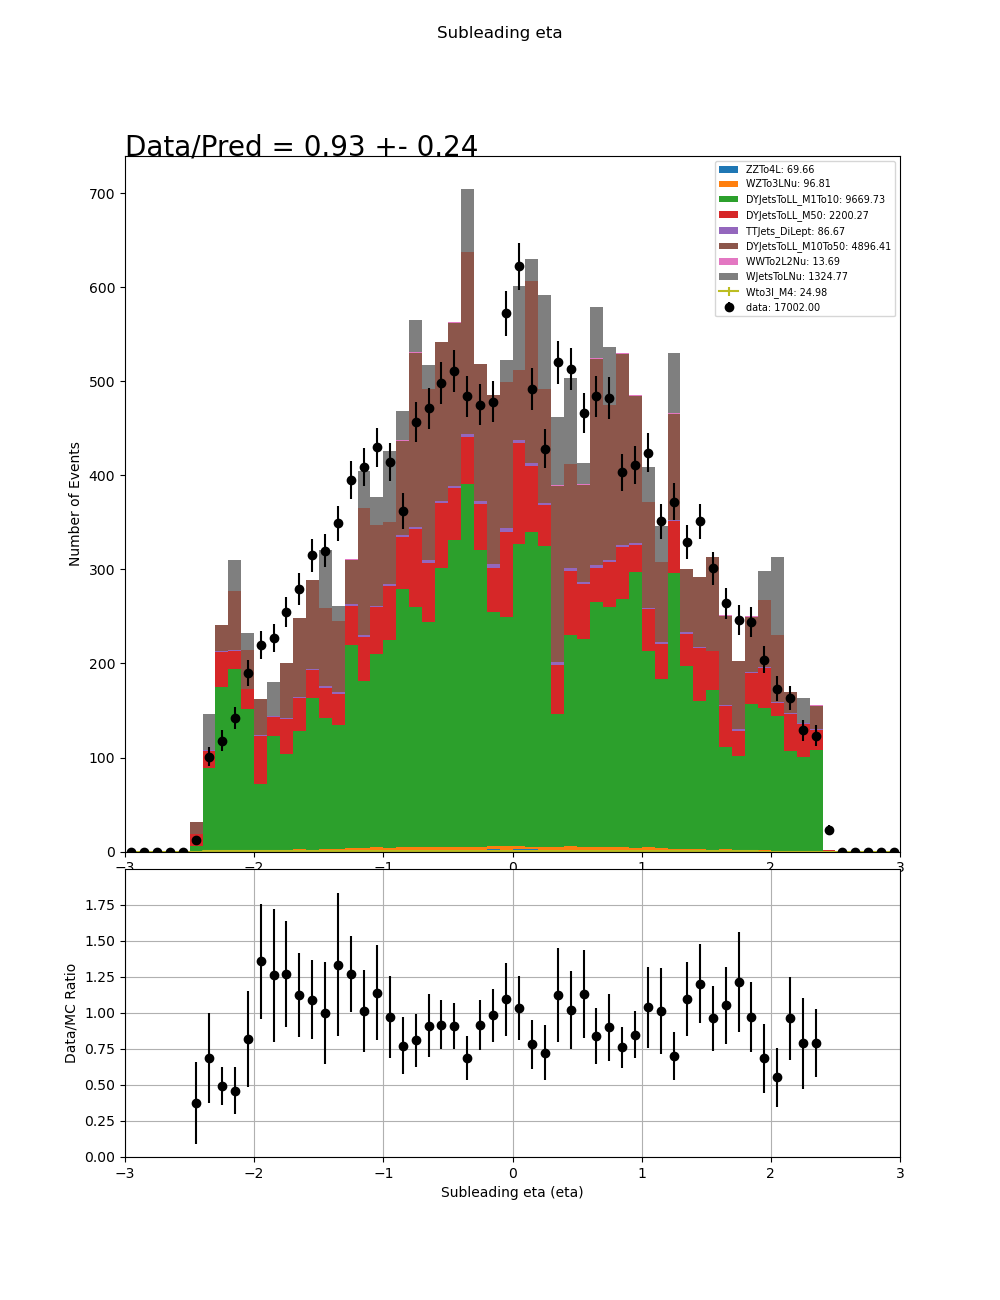 Subleading eta
Data/Pred = 0.93 +- 0.24
700
600
500
400
300
200
100
0
Number of Events
ZZTo4L: 69.66
WZTo3LNu: 96.81
DYJetsToLL_M1To10: 9669.73
DYJetsToLL_M50: 2200.27
TTJets_DiLept: 86.67
DYJetsToLL_M10To50: 4896.41
WWTo2L2Nu: 13.69
WJetsToLNu: 1324.77
Wto3l_M4: 24.98
data: 17002.00
−3 −2 −1 0 1 2 3
1.75
1.50
1.25
1.00
0.75
0.50
0.25
0.00
Data/MC Ratio
−3 −2 −1 0 1 2 3
Subleading eta (eta)